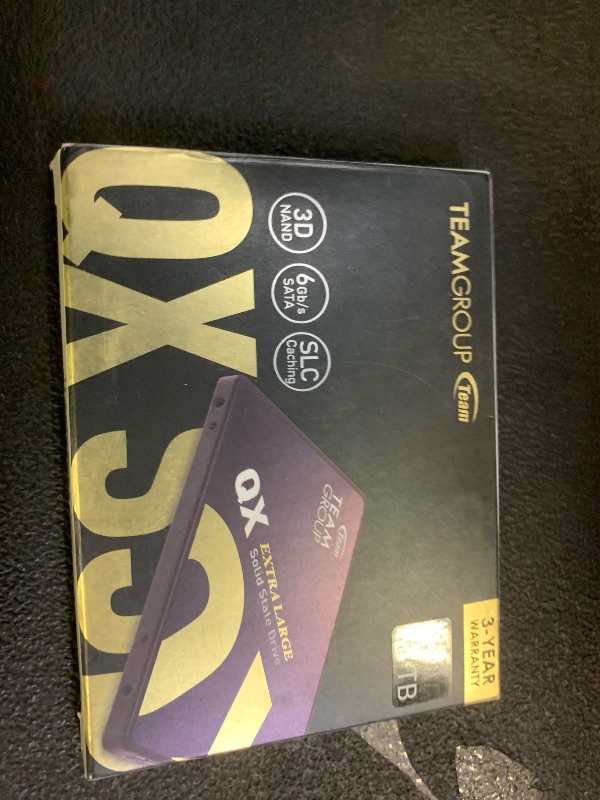 TEAMGROUP Team
3D
NAND
6Gb/s
SATA
SLC
Caching
QX S
TEAM
GROUP
Team
QX EXTRA LARGE
Solid State Drive
3-YEAR
WARRANTY
TB